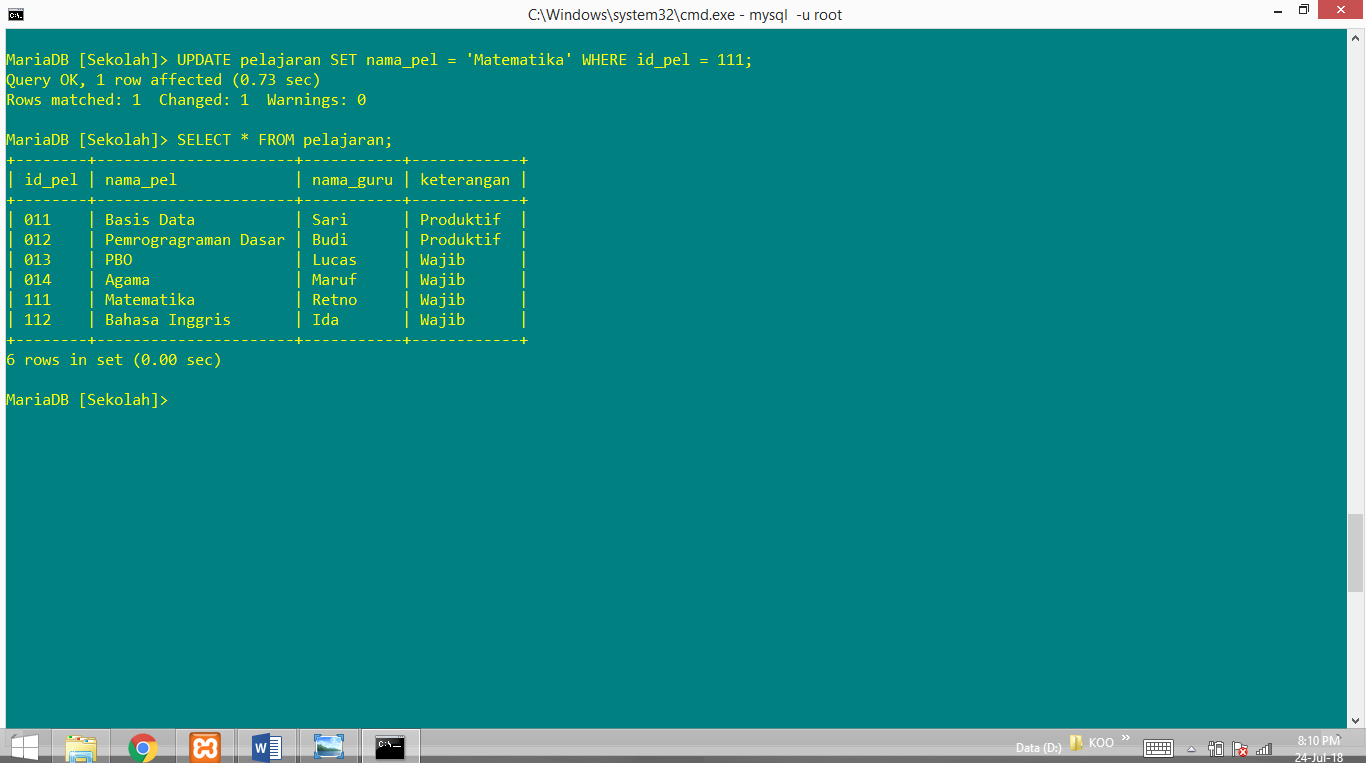 C:\Windows\system32\cmd.exe - mysql  -u root
MariaDB [Sekolah]> UPDATE pelajaran SET nama_pel = 'Matematika' WHERE id_pel = 111;
Query OK, 1 row affected (0.73 sec)
Rows matched: 1  Changed: 1  Warnings: 0
MariaDB [Sekolah]> SELECT * FROM pelajaran;
+--------+----------------------+-----------+------------+
| id_pel | nama_pel             | nama_guru | keterangan |
+--------+----------------------+-----------+------------+
| 011    | Basis Data           | Sari      | Produktif  |
| 012    | Pemrogragraman Dasar | Budi      | Produktif  |
| 013    | PBO                  | Lucas     | Wajib      |
| 014    | Agama                | Maruf     | Wajib      |
| 111    | Matematika           | Retno     | Wajib      |
| 112    | Bahasa Inggris       | Ida       | Wajib      |
+--------+----------------------+-----------+------------+
6 rows in set (0.00 sec)
MariaDB [Sekolah]>
Data (D:) KOO »
8:10 PM
24-Jul-18